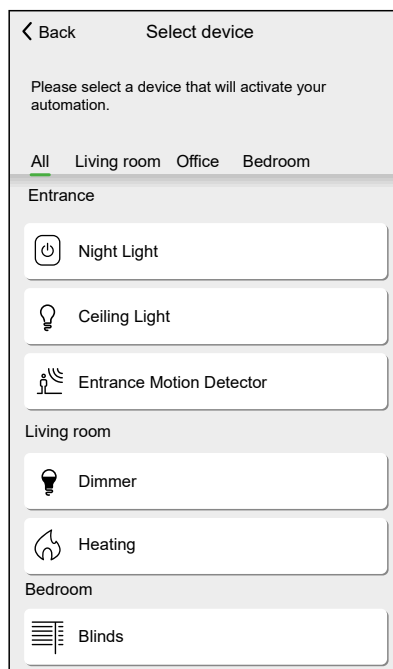 Back
Select device
Please select a device that will activate your
automation.
All Living room Office Bedroom
Entrance
Night Light
Ceiling Light
Entrance Motion Detector
Living room
Dimmer
Heating
Bedroom
Blinds